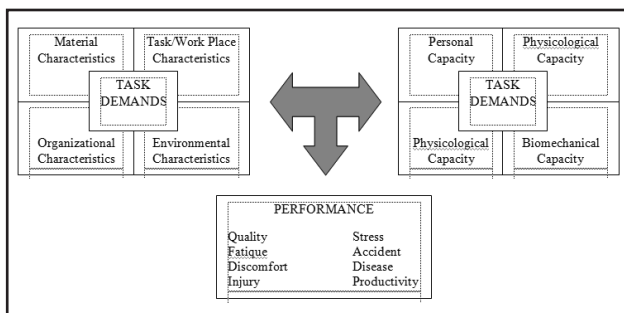 Material
Characteristics
Task/Work Place
Characteristics
TASK
DEMANDS
Organizational
Characteristics
Environmental
Characteristics
Personal
Capacity
Physicological
Capacity
TASK
DEMANDS
Physicological
Capacity
Biomechanical
Capacity
PERFORMANCE
Quality Stress
Fatique Accident
Discomfort Disease
Injury Productivity